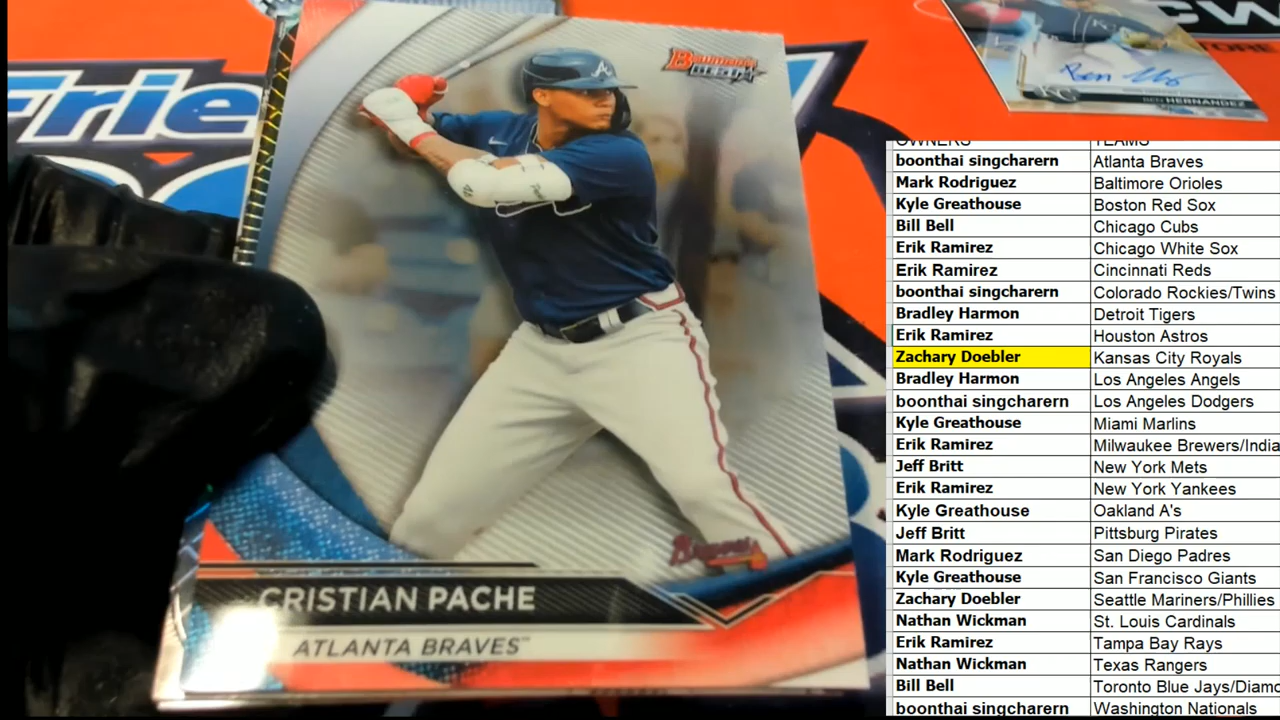 Frie
CW
TORE
KC
BEN HERNANDEZ
Bowman's
BEST
A
Braves
CRISTIAN PACHE
ATLANTA BRAVES™
OWNERS TEAMS
boonthai singcharern Atlanta Braves
Mark Rodriguez Baltimore Orioles
Kyle Greathouse Boston Red Sox
Bill Bell Chicago Cubs
Erik Ramirez Chicago White Sox
Erik Ramirez Cincinnati Reds
boonthai singcharern Colorado Rockies/Twins
Bradley Harmon Detroit Tigers
Erik Ramirez Houston Astros
Zachary Doebler Kansas City Royals
Bradley Harmon Los Angeles Angels
boonthai singcharern Los Angeles Dodgers
Kyle Greathouse Miami Marlins
Erik Ramirez Milwaukee Brewers/India
Jeff Britt New York Mets
Erik Ramirez New York Yankees
Kyle Greathouse Oakland A's
Jeff Britt Pittsburg Pirates
Mark Rodriguez San Diego Padres
Kyle Greathouse San Francisco Giants
Zachary Doebler Seattle Mariners/Phillies
Nathan Wickman St. Louis Cardinals
Erik Ramirez Tampa Bay Rays
Nathan Wickman Texas Rangers
Bill Bell Toronto Blue Jays/Diamo
boonthai singcharern Washington Nationals